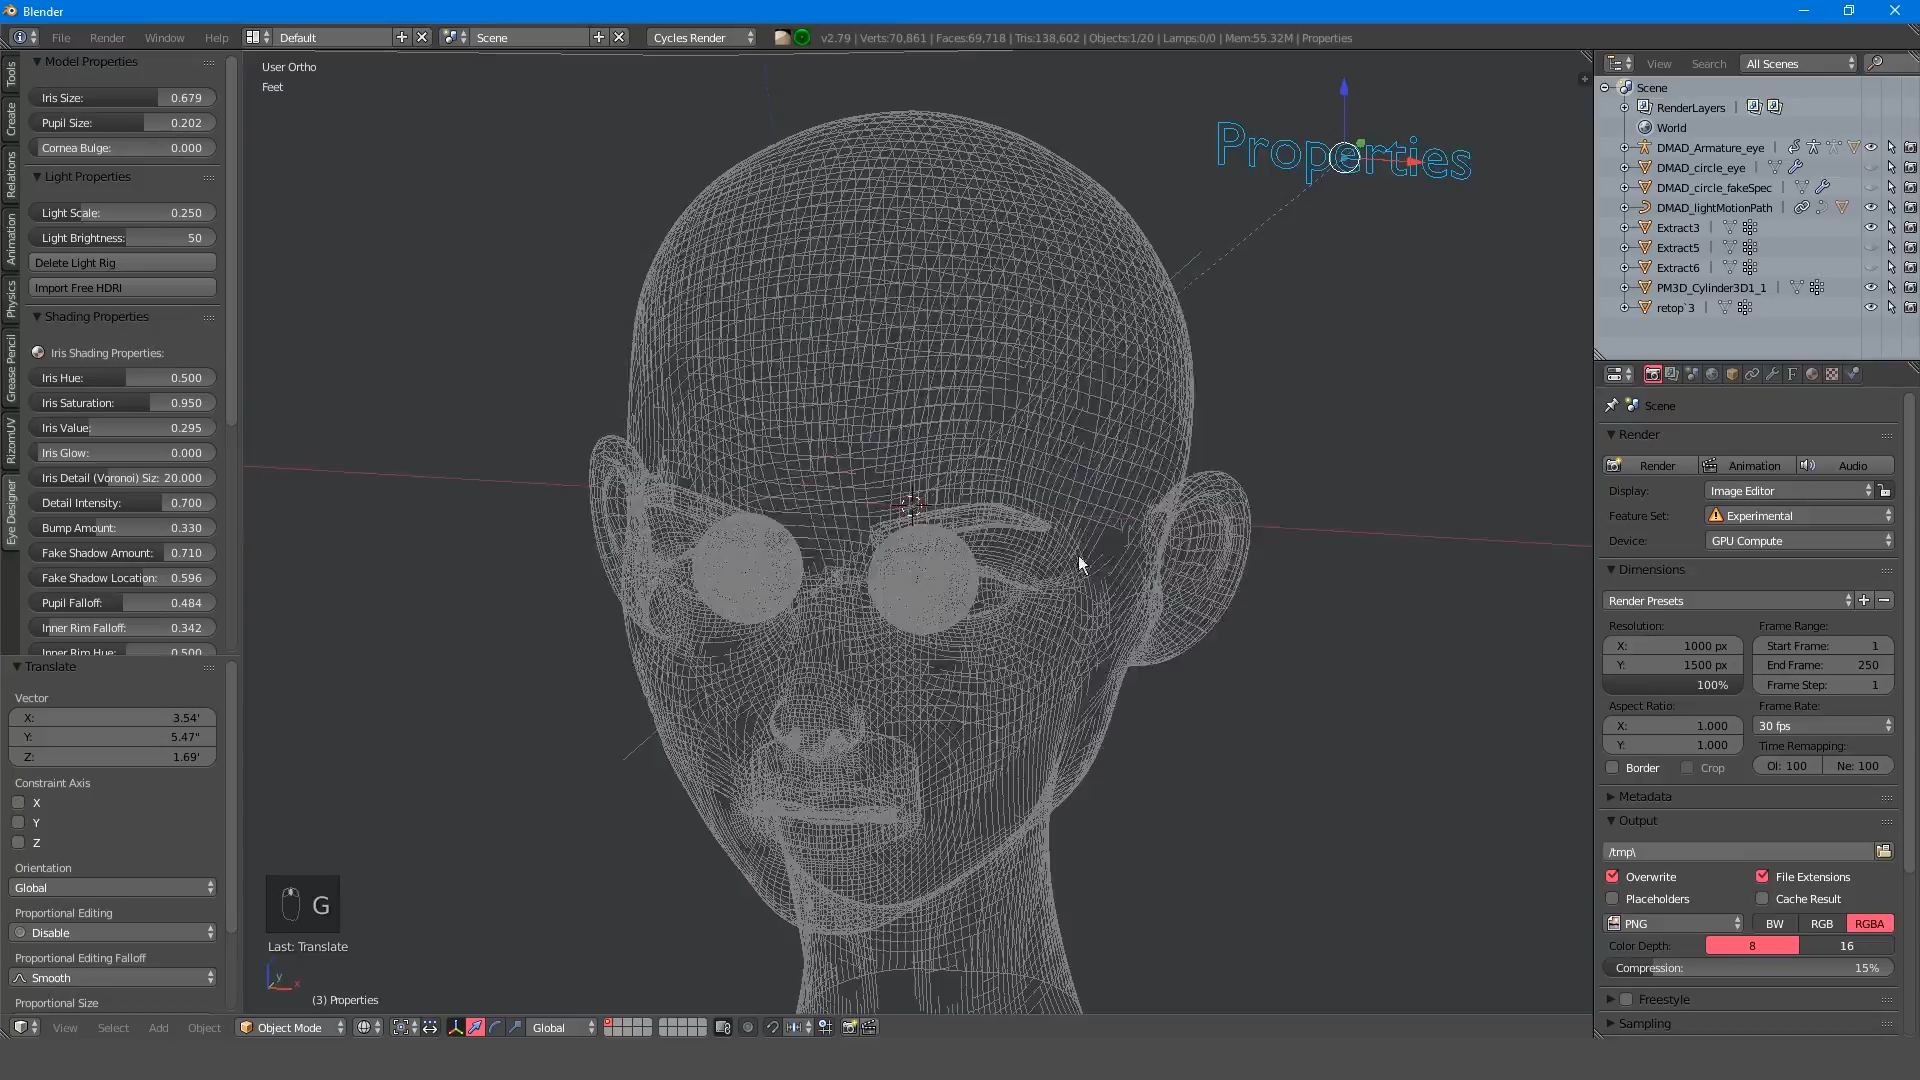 Blender
File Render Window Help Default Scene Cycles Render v2.79 | Verts:70,861 | Faces:69,718 | Tris:138,602 | Objects:1/20 | Lamps:0/0 | Mem:55.32M | Properties
Tools
Create
Relations
Animation
Physics
Grease Pencil
RizomUV
Eye Designer
Model Properties
Iris Size: 0.679
Pupil Size: 0.202
Cornea Bulge: 0.000
Light Properties
Light Scale: 0.250
Light Brightness: 50
Delete Light Rig
Import Free HDRI
Shading Properties
Iris Shading Properties:
Iris Hue: 0.500
Iris Saturation: 0.950
Iris Value: 0.295
Iris Glow: 0.000
Iris Detail (Voronoi) Siz: 20.000
Detail Intensity: 0.700
Bump Amount: 0.330
Fake Shadow Amount: 0.710
Fake Shadow Location: 0.596
Pupil Falloff: 0.484
Inner Rim Falloff: 0.342
Inner Rim Hue: 0.500
Translate
Vector
X: 3.54'
Y: 5.47"
Z: 1.69'
Constraint Axis
X
Y
Z
Orientation
Global
Proportional Editing
Disable
Proportional Editing Falloff
Smooth
Proportional Size
User Ortho
Feet
Properties
G
Last: Translate
y
x
(3) Properties
View Select Add Object Object Mode Global
View Search All Scenes
Scene
RenderLayers
World
DMAD_Armature_eye
DMAD_circle_eye
DMAD_circle_fakeSpec
DMAD_lightMotionPath
Extract3
Extract5
Extract6
PM3D_Cylinder3D1_1
retop`3
F
Scene
Render
Render Animation Audio
Display: Image Editor
Feature Set: Experimental
Device: GPU Compute
Dimensions
Render Presets
Resolution: Frame Range:
X: 1000 px Start Frame: 1
Y: 1500 px End Frame: 250
100% Frame Step: 1
Aspect Ratio: Frame Rate:
X: 1.000 30 fps
Y: 1.000 Time Remapping:
Border Crop Ol: 100 Ne: 100
Metadata
Output
/tmp\
Overwrite File Extensions
Placeholders Cache Result
PNG BW RGB RGBA
Color Depth: 8 16
Compression: 15%
Freestyle
Sampling